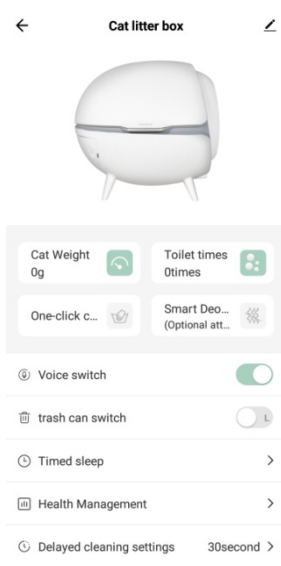 Cat litter box
Cat Weight
0g
Toilet times
0times
One-click c...
Smart Deo...
(Optional att...
Voice switch
trash can switch
L
Timed sleep
Health Management
Delayed cleaning settings 30second